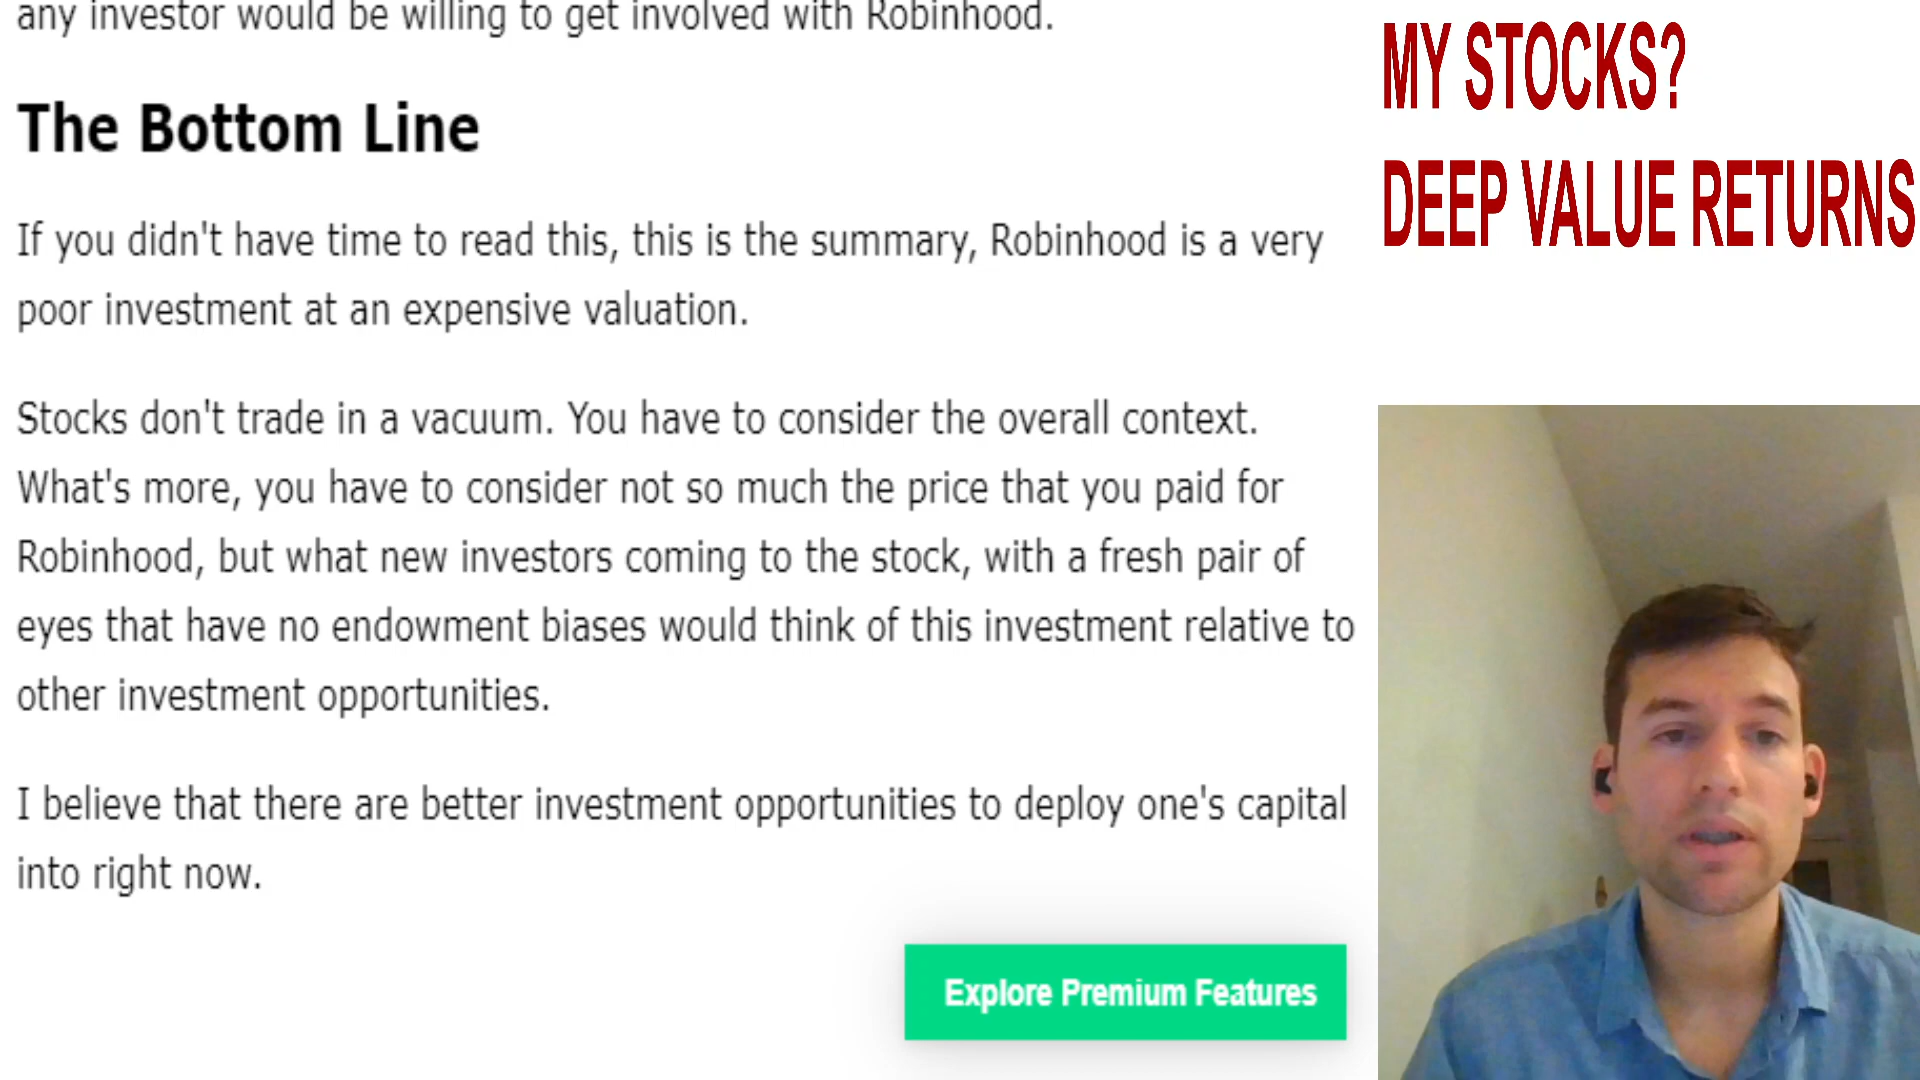 any investor would be willing to get involved with Robinhood.
The Bottom Line
If you didn't have time to read this, this is the summary, Robinhood is a very
poor investment at an expensive valuation.
Stocks don't trade in a vacuum. You have to consider the overall context.
What's more, you have to consider not so much the price that you paid for
Robinhood, but what new investors coming to the stock, with a fresh pair of
eyes that have no endowment biases would think of this investment relative to
other investment opportunities.
I believe that there are better investment opportunities to deploy one's capital
into right now.
Explore Premium Features
MY STOCKS?
DEEP VALUE RETURNS